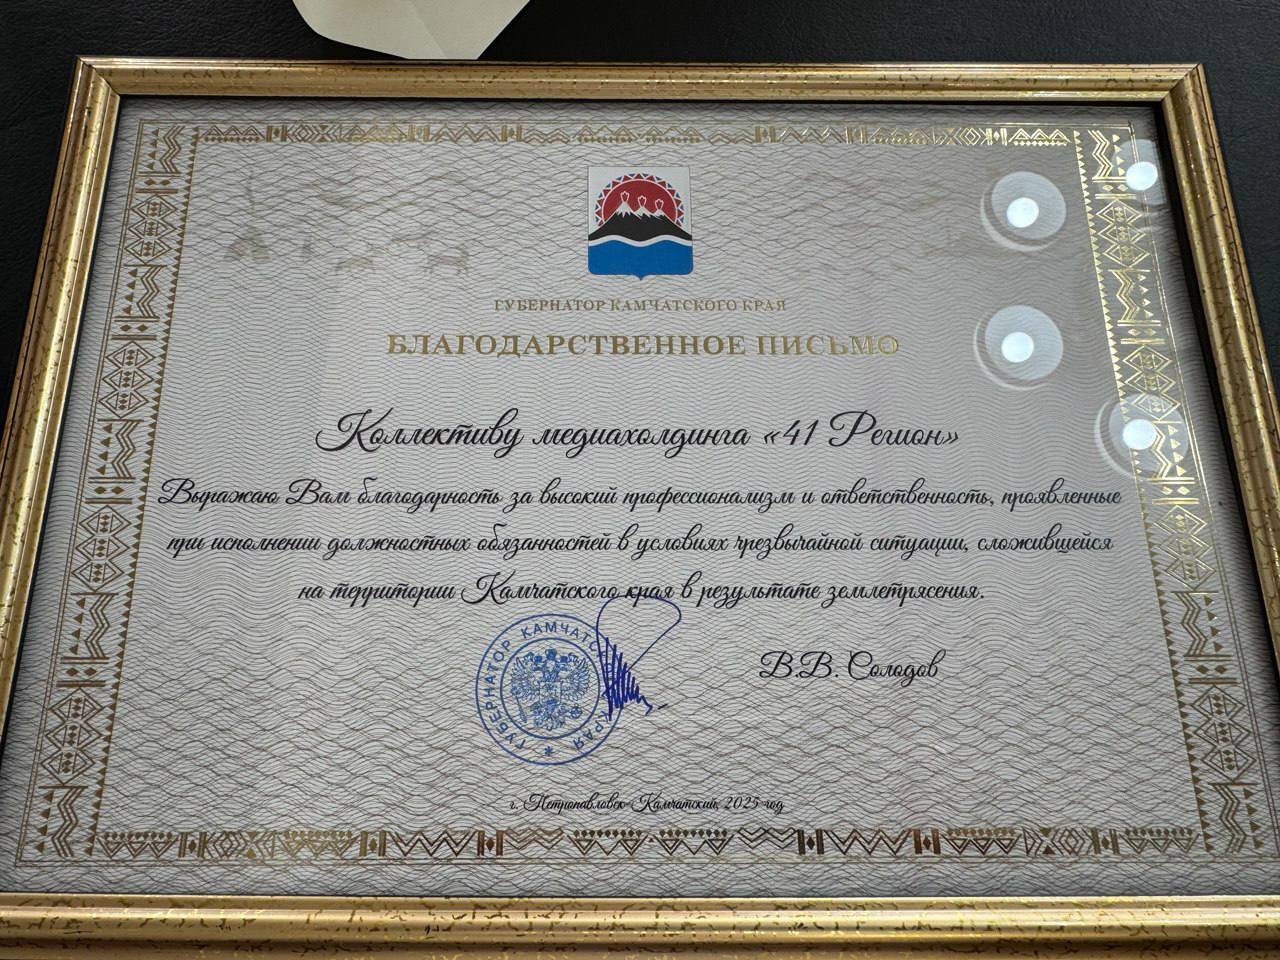 ГУБЕРНАТОР КАМЧАТСКОГО КРАЯ
БЛАГОДАРСТВЕННОЕ ПИСЬМО
Коллективу медиахолдинга «41 Регион»
Выражаю Вам благодарность за высокий профессионализм и ответственность, проявленные
при исполнении должностных обязанностей в условиях чрезвычайной ситуации, сложившейся
на территории Камчатского края в результате землетрясения.
ГУБЕРНАТОР КАМЧАТС КРАЯ
В.В. Солодов
г. Петропавловск-Камчатский, 2025 год